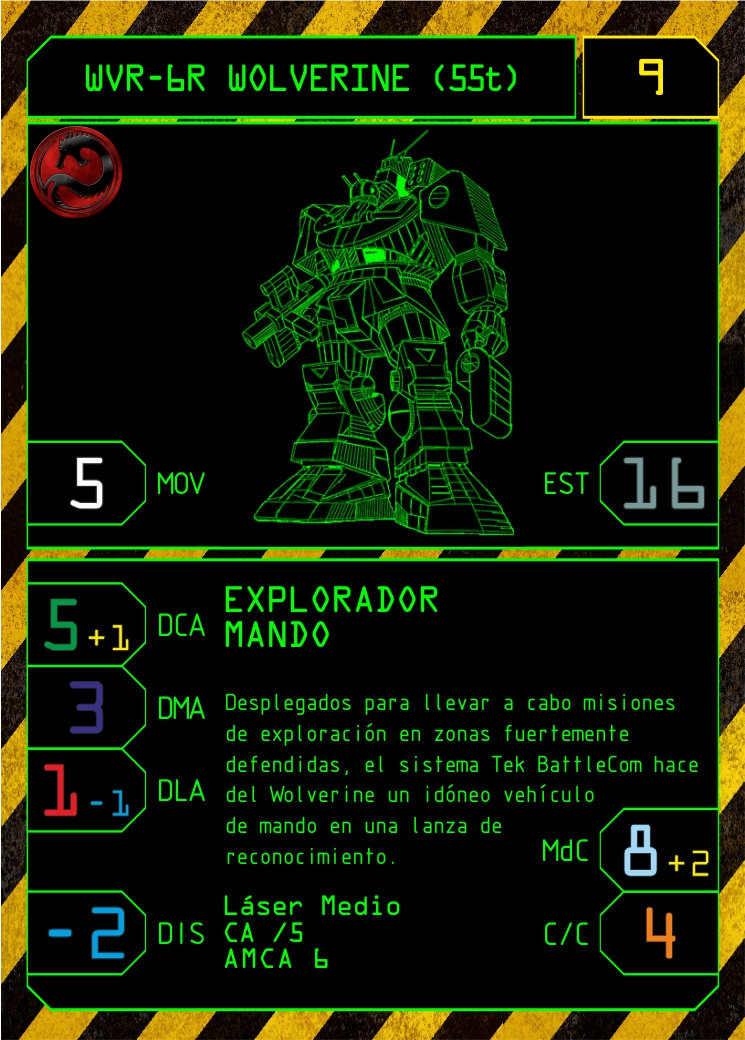 WVR-6R WOLVERINE (55t)
9
5 MOV
EST 16
5 +1 DCA
EXPLORADOR
MANDO
3 DMA
1 -1 DLA
Desplegados para llevar a cabo misiones
de exploración en zonas fuertemente
defendidas, el sistema Tek BattleCom hace
del Wolverine un idóneo vehículo
de mando en una lanza de
reconocimiento.
MdC 8 +2
-2 DIS
Láser Medio
CA /5
AMCA 6
C/C 4